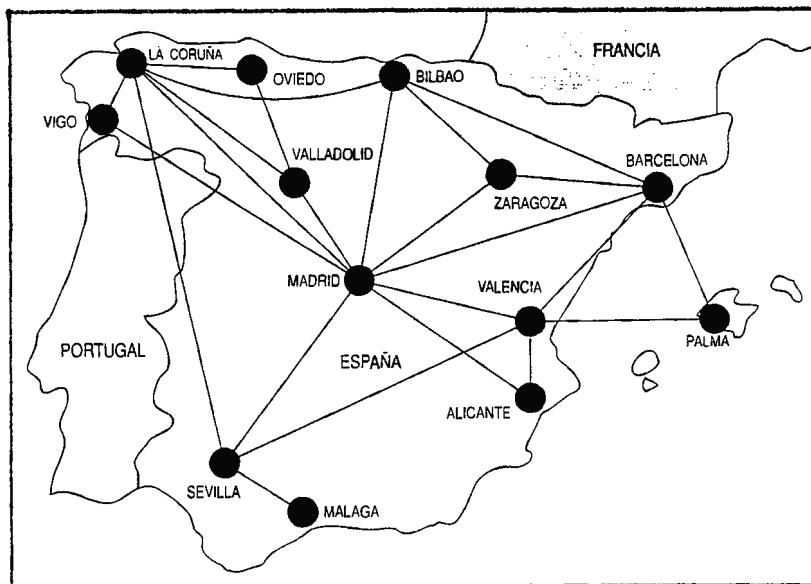 LA CORUÑA
OVIEDO
BILBAO
FRANCIA
VIGO
VALLADOLID
BARCELONA
ZARAGOZA
MADRID
VALENCIA
PORTUGAL
ESPAÑA
PALMA
ALICANTE
SEVILLA
MALAGA